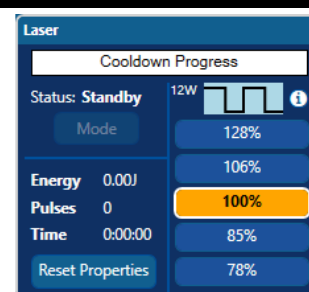 Laser
Cooldown Progress
Status: Standby
Mode
Energy 0.00J
Pulses 0
Time 0:00:00
Reset Properties
12W
128%
106%
100%
85%
78%